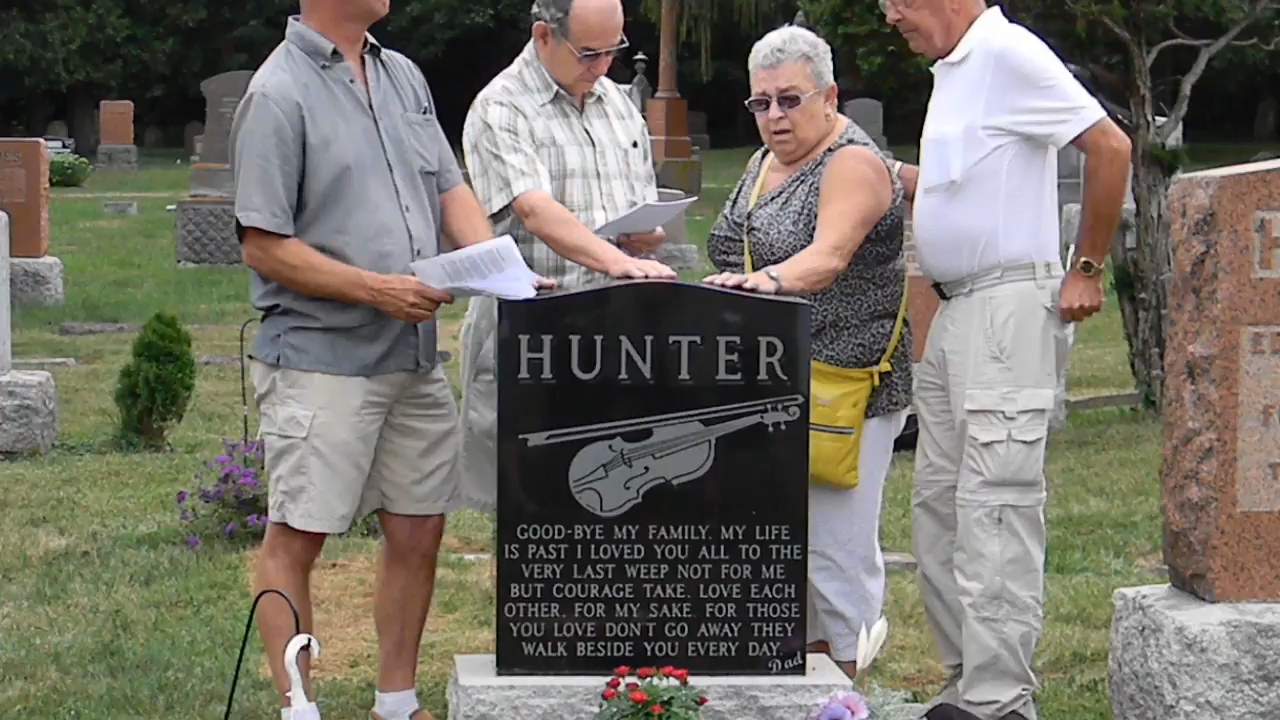 HUNTER
GOOD-BYE MY FAMILY. MY LIFE
IS PAST I LOVED YOU ALL TO THE
VERY LAST WEEP NOT FOR ME
BUT COURAGE TAKE. LOVE EACH
OTHER. FOR MY SAKE. FOR THOSE
YOU LOVE DON'T GO AWAY THEY
WALK BESIDE YOU EVERY DAY.
Dad